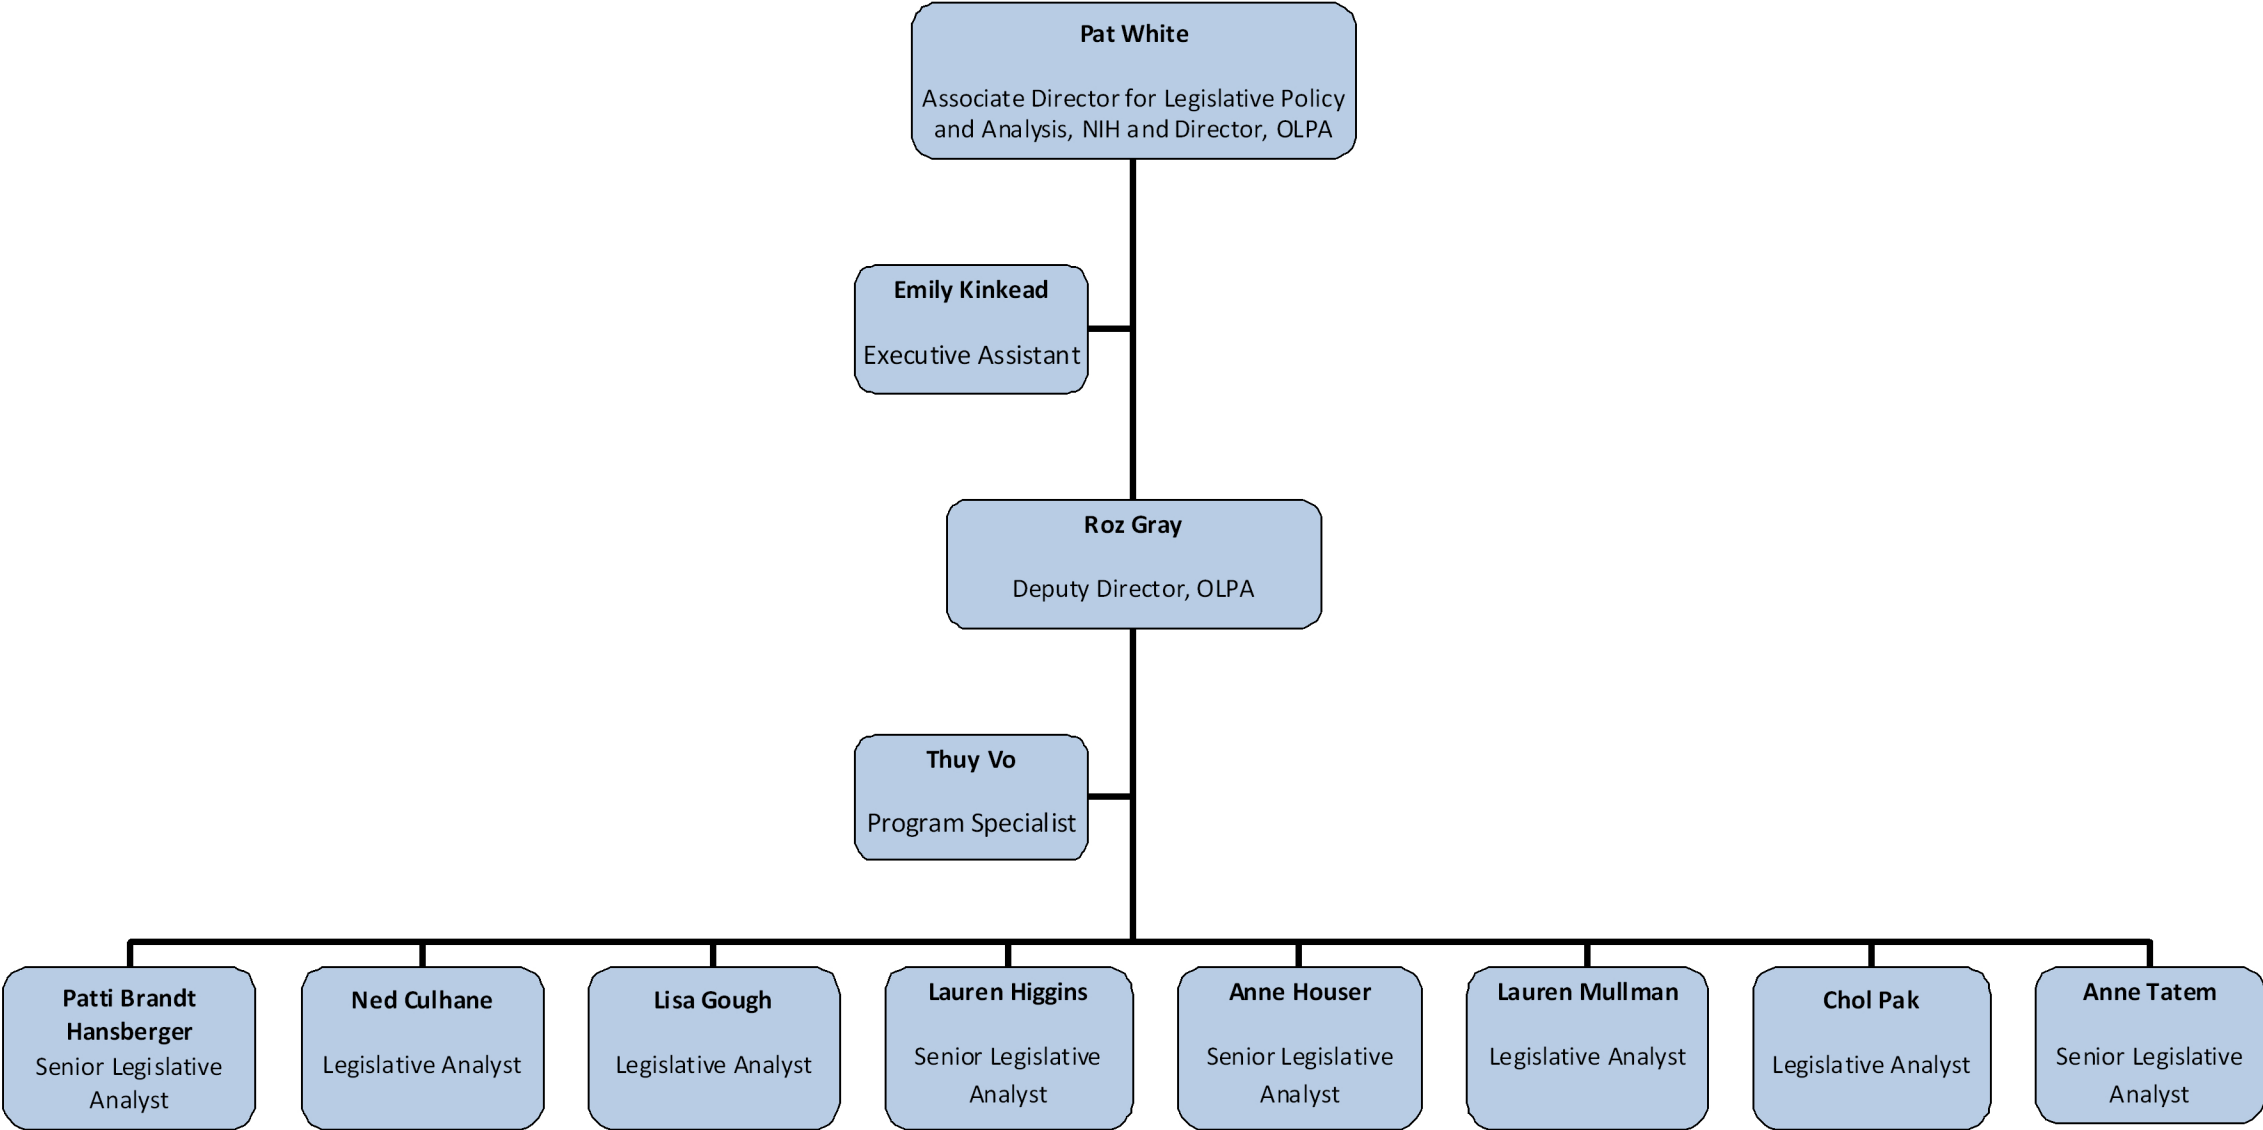 Pat White
Associate Director for Legislative Policy
and Analysis, NIH and Director, OLPA
Emily Kinkead
Executive Assistant
Roz Gray
Deputy Director, OLPA
Thuy Vo
Program Specialist
Patti Brandt
Hansberger
Senior Legislative
Analyst
Ned Culhane
Legislative Analyst
Lisa Gough
Legislative Analyst
Lauren Higgins
Senior Legislative
Analyst
Anne Houser
Senior Legislative
Analyst
Lauren Mullman
Legislative Analyst
Chol Pak
Legislative Analyst
Anne Tatem
Senior Legislative
Analyst